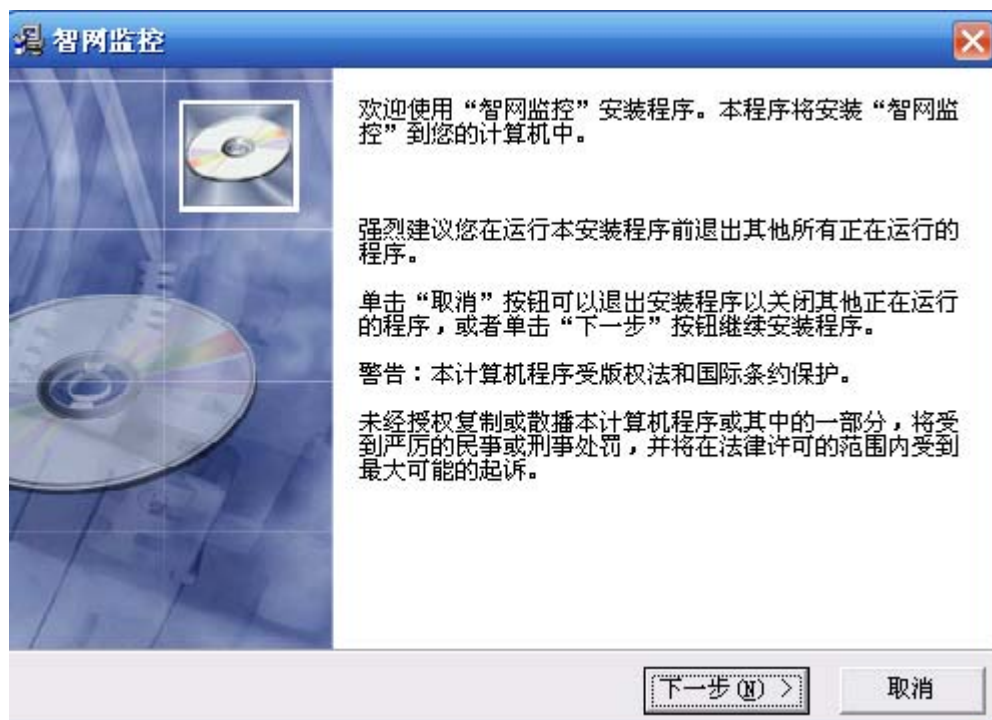 智网监控
欢迎使用“智网监控”安装程序。本程序将安装“智网监
控”到您的计算机中。
强烈建议您在运行本安装程序前退出其他所有正在运行的
程序。
单击“取消”按钮可以退出安装程序以关闭其他正在运行
的程序，或者单击“下一步”按钮继续安装程序。
警告：本计算机程序受版权法和国际条约保护。
未经授权复制或散播本计算机程序或其中的一部分，将受
到严厉的民事或刑事处罚，并将在法律许可的范围内受到
最大可能的起诉。
下一步(N) >
取消